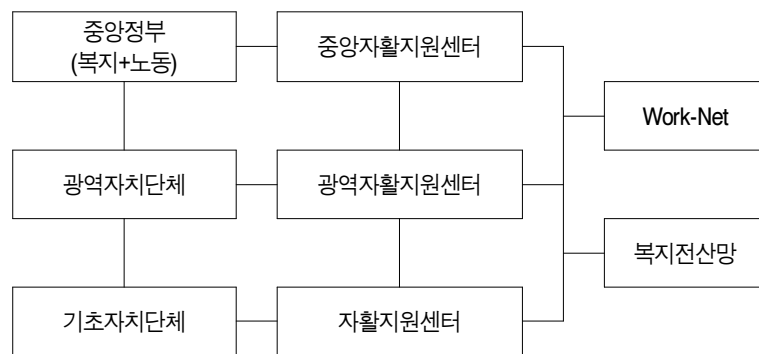 중앙정부
(복지+노동)
중앙자활지원센터
Work-Net
광역자치단체
광역자활지원센터
복지전산망
기초자치단체
자활지원센터